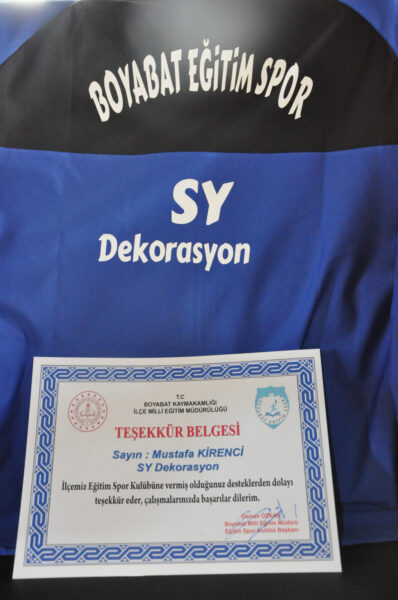 BOYABAT EĞİTİM SPOR
SY
Dekorasyon
T.C
BOYABAT KAYMAKAMLIĞI
İLÇE MİLLİ EĞİTİM MÜDÜRLÜĞÜ
TEŞEKKÜR BELGESİ
Sayın : Mustafa KİRENCİ
SY Dekorasyon
İlçemiz Eğitim Spor Kulübüne vermiş olduğunuz desteklerden dolayı
teşekkür eder, çalışmalarınızda başarılar dilerim.
Osman ÖZKAN
Boyabat Milli Eğitim Müdürü
Eğitim Spor Kulübü Başkanı